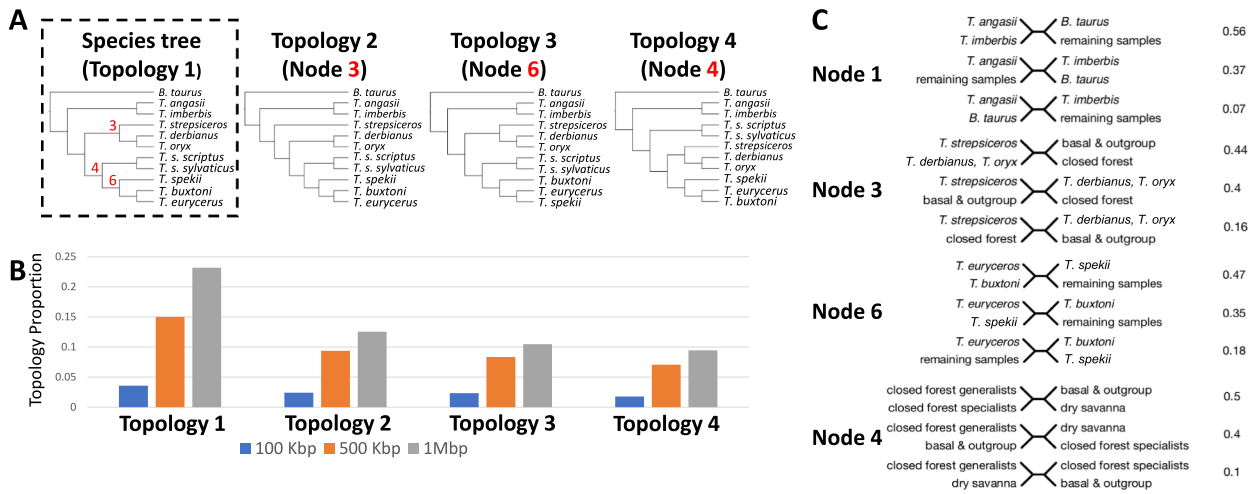 A
Species tree
(Topology 1)
B. taurus
T. angasii
T. imberbis
T. strepsiceros
T. derbianus
T. oryx
T. s. scriptus
T. s. sylvaticus
T. spekii
T. buxtoni
T. eurycerus
3
4
6
Topology 2
(Node 3)
B. taurus
T. angasii
T. imberbis
T. strepsiceros
T. derbianus
T. oryx
T. s. scriptus
T. s. sylvaticus
T. spekii
T. buxtoni
T. eurycerus
Topology 3
(Node 6)
B. taurus
T. angasii
T. imberbis
T. strepsiceros
T. derbianus
T. oryx
T. s. scriptus
T. s. sylvaticus
T. buxtoni
T. eurycerus
T. spekii
Topology 4
(Node 4)
B. taurus
T. angasii
T. imberbis
T. s. scriptus
T. s. sylvaticus
T. strepsiceros
T. derbianus
T. oryx
T. spekii
T. eurycerus
T. buxtoni
B
Topology Proportion
0.25
0.2
0.15
0.1
0.05
0
Topology 1 Topology 2 Topology 3 Topology 4
100 Kbp 500 Kbp 1Mbp
C
Node 1
T. angasii B. taurus
T. imberbis remaining samples 0.56
T. angasii T. imberbis
remaining samples B. taurus 0.37
T. angasii T. imberbis
B. taurus remaining samples 0.07
Node 3
T. strepsiceros basal & outgroup
T. derbianus, T. oryx closed forest 0.44
T. strepsiceros T. derbianus, T. oryx
basal & outgroup closed forest 0.4
T. strepsiceros T. derbianus, T. oryx
closed forest basal & outgroup 0.16
Node 6
T. euryceros T. spekii
T. buxtoni remaining samples 0.47
T. euryceros T. buxtoni
T. spekii remaining samples 0.35
T. euryceros T. buxtoni
remaining samples T. spekii 0.18
Node 4
closed forest generalists basal & outgroup
closed forest specialists dry savanna 0.5
closed forest generalists dry savanna
basal & outgroup closed forest specialists 0.4
closed forest generalists closed forest specialists
dry savanna basal & outgroup 0.1